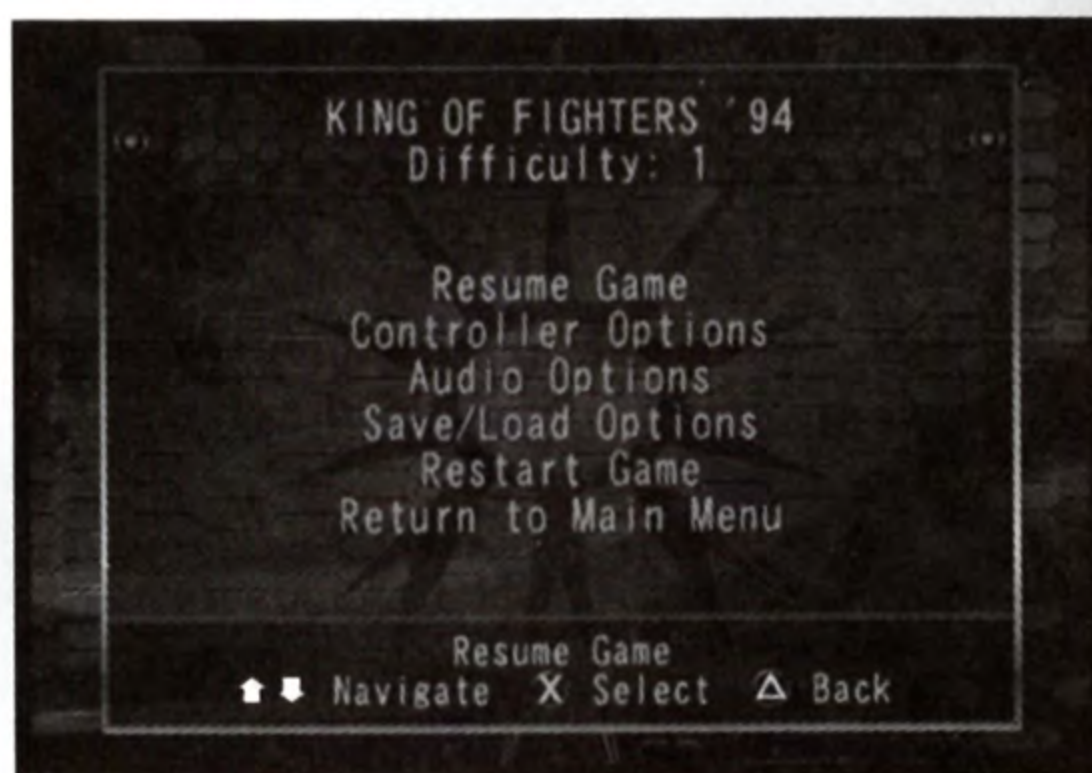 KING OF FIGHTERS '94
Difficulty: 1
Resume Game
Controller Options
Audio Options
Save/Load Options
Restart Game
Return to Main Menu
Resume Game
Navigate X Select Back